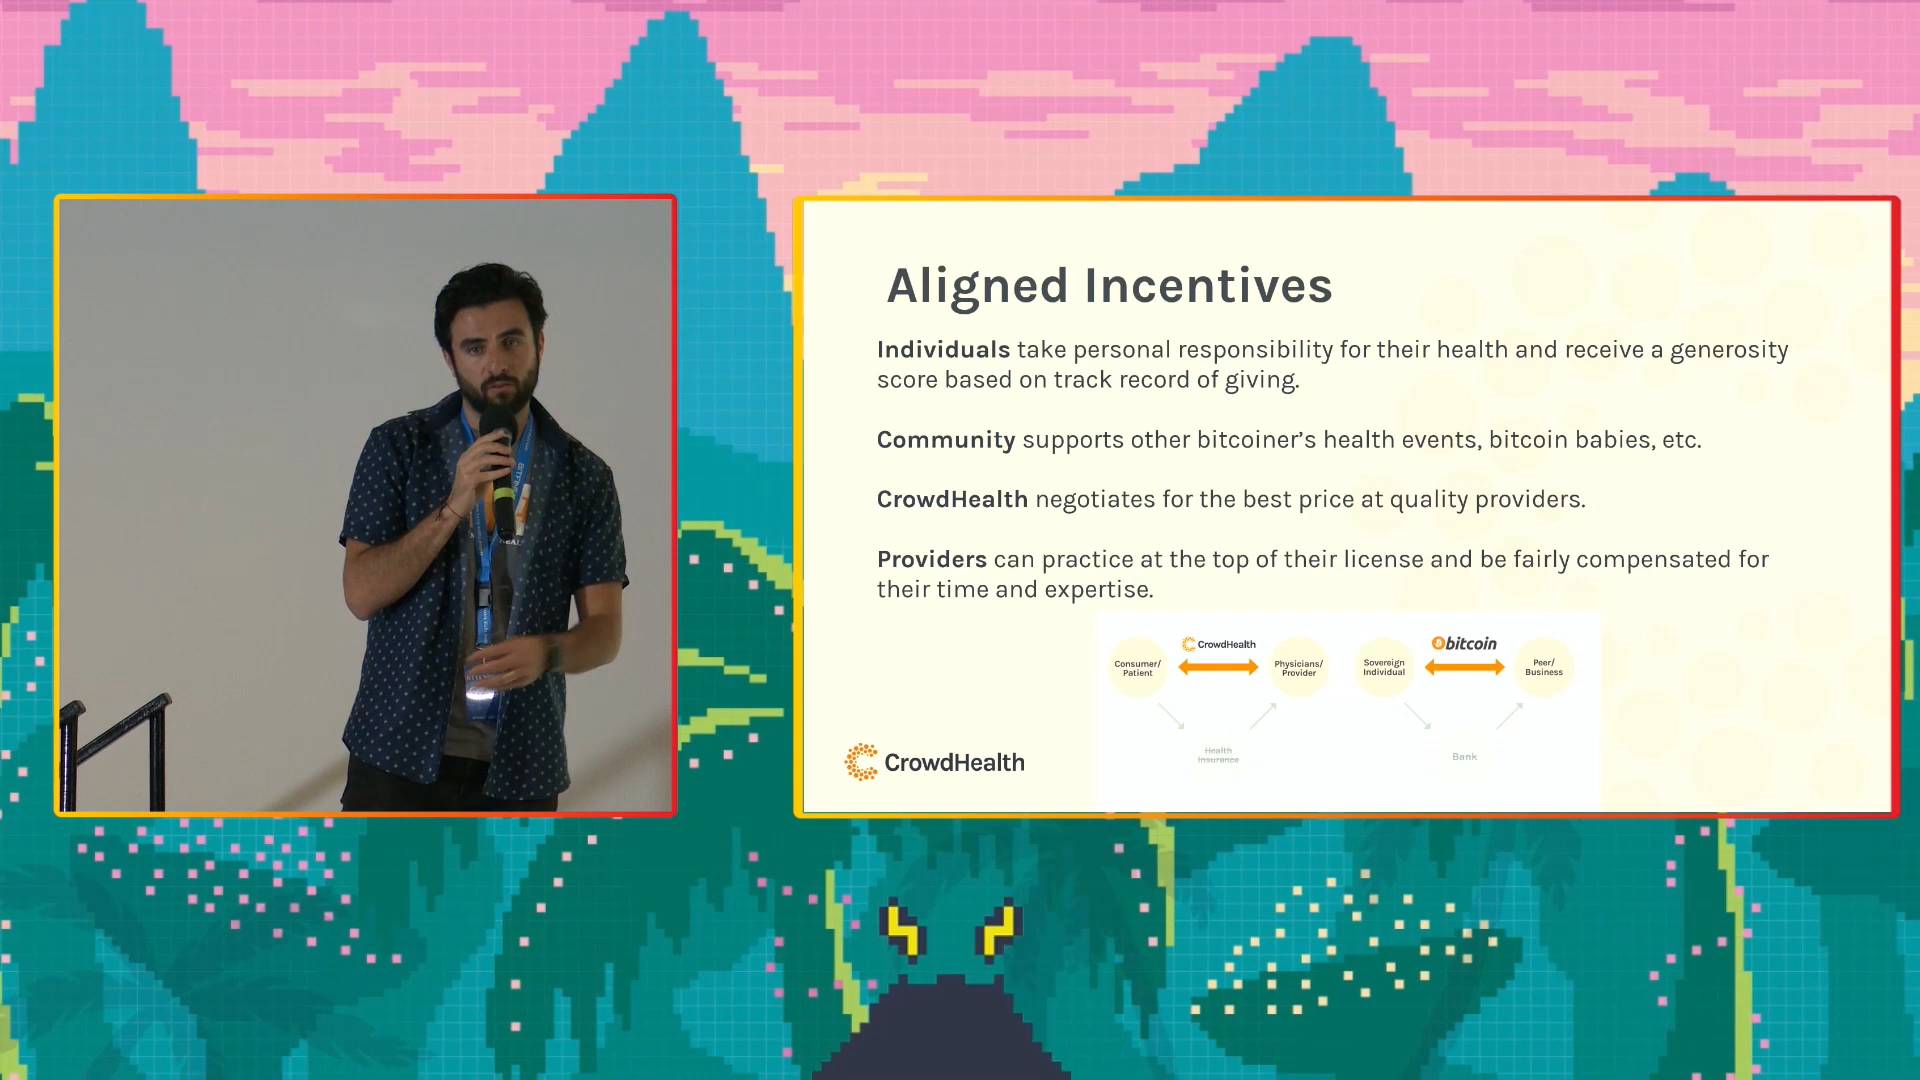 Aligned Incentives
Individuals take personal responsibility for their health and receive a generosity
score based on track record of giving.
Community supports other bitcoiner's health events, bitcoin babies, etc.
CrowdHealth negotiates for the best price at quality providers.
Providers can practice at the top of their license and be fairly compensated for
their time and expertise.
Consumer/
Patient
CrowdHealth
Physicians/
Provider
Health
Insurance
Sovereign
Individual
bitcoin
Peer/
Business
Bank
CrowdHealth